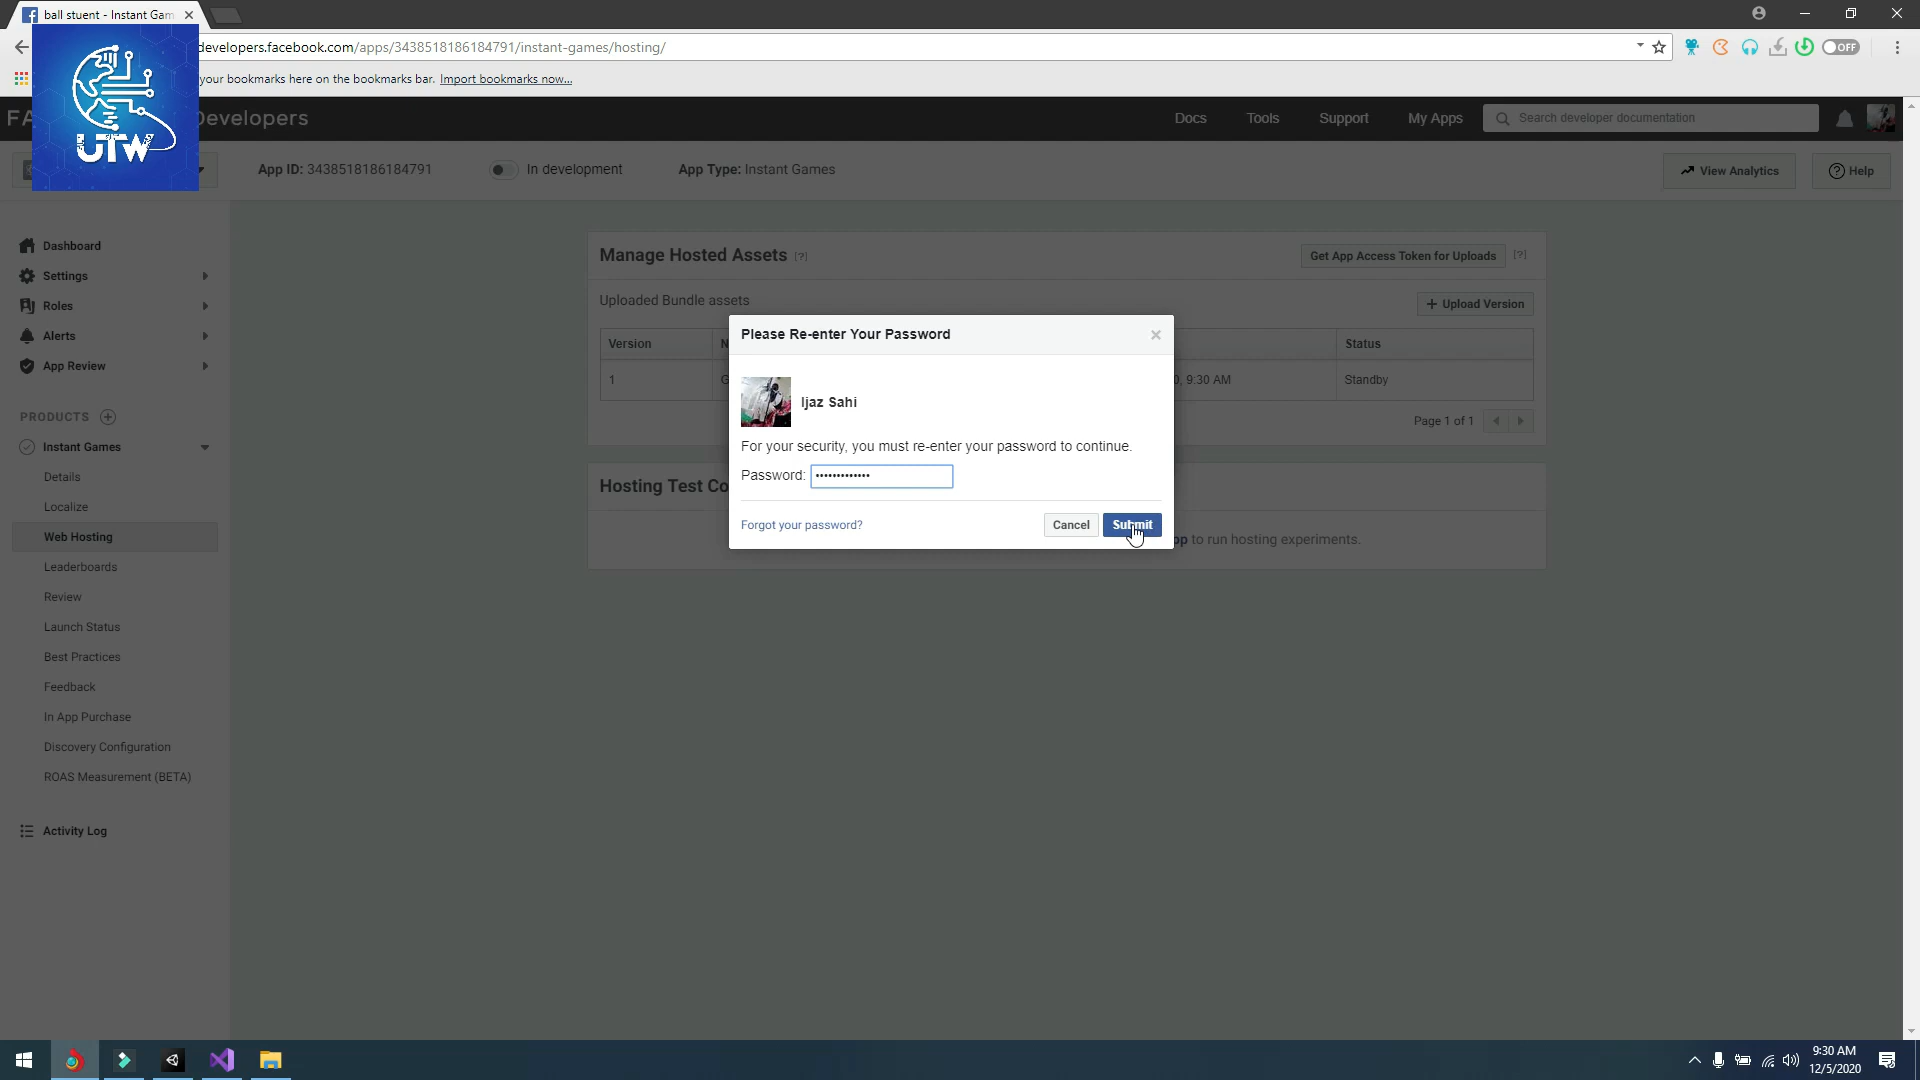 ball stuent - Instant Gam
developers.facebook.com/apps/3438518186184791/instant-games/hosting/
OFF
your bookmarks here on the bookmarks bar. Import bookmarks now...
UTW
FA
Developers
Docs
Tools
Support
My Apps
Search developer documentation
App ID: 3438518186184791
In development
App Type: Instant Games
View Analytics
Help
Dashboard
Settings
Roles
Alerts
App Review
PRODUCTS
Instant Games
Details
Localize
Web Hosting
Leaderboards
Review
Launch Status
Best Practices
Feedback
In App Purchase
Discovery Configuration
ROAS Measurement (BETA)
Activity Log
Manage Hosted Assets [?]
Get App Access Token for Uploads [?]
Uploaded Bundle assets
+ Upload Version
Version
Status
1
0, 9:30 AM
Standby
Page 1 of 1
Hosting Test Co
pp to run hosting experiments.
Please Re-enter Your Password
Ijaz Sahi
For your security, you must re-enter your password to continue.
Password: •••••••••••••
Forgot your password?
Cancel
Submit
9:30 AM
12/5/2020